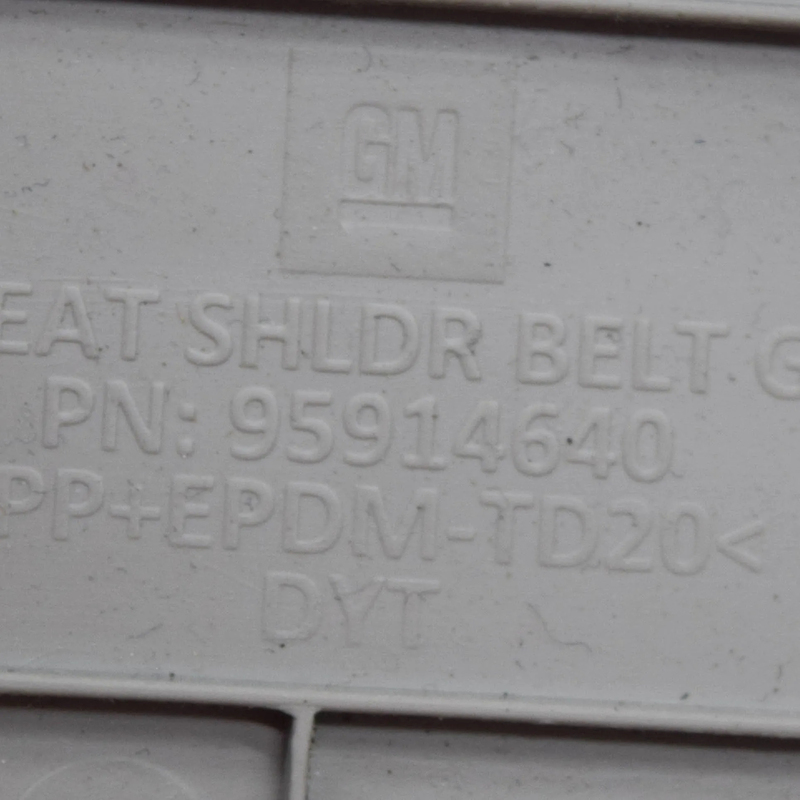 GM
EAT SHLDR BELT G
PN: 95914640
PP+EPDM-TD20<
DYT